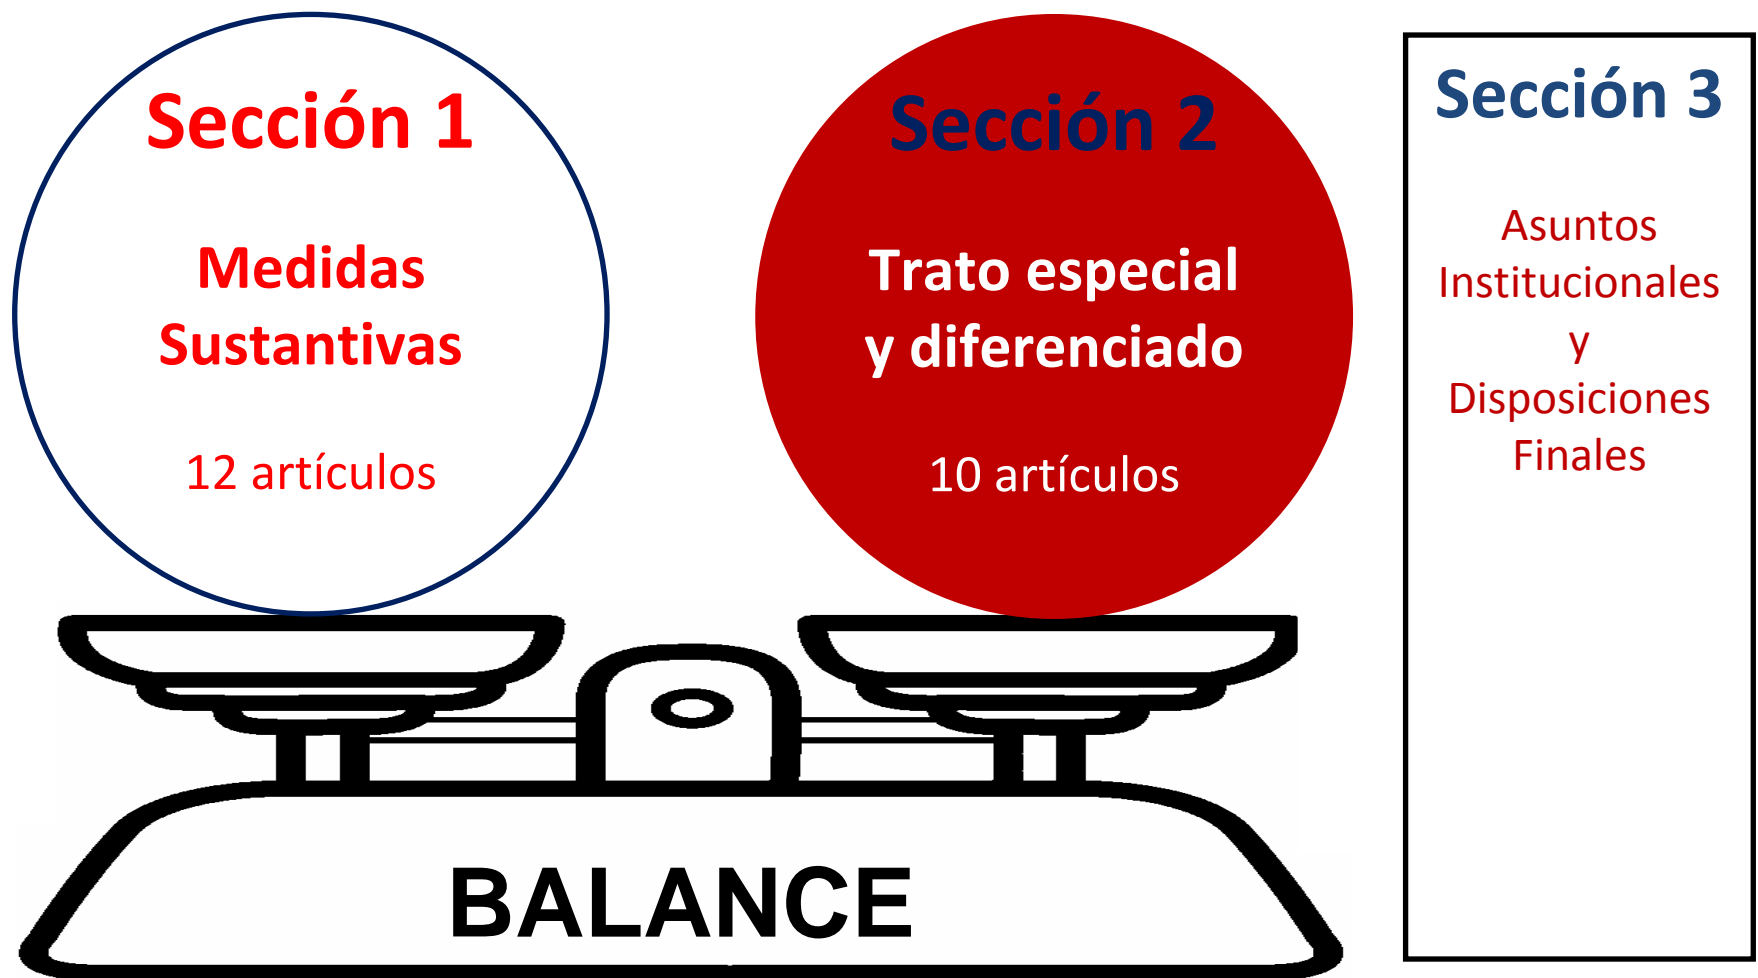 Sección 1
Medidas
Sustantivas
12 artículos
Sección 2
Trato especial
y diferenciado
10 artículos
Sección 3
Asuntos
Institucionales
y
Disposiciones
Finales
BALANCE